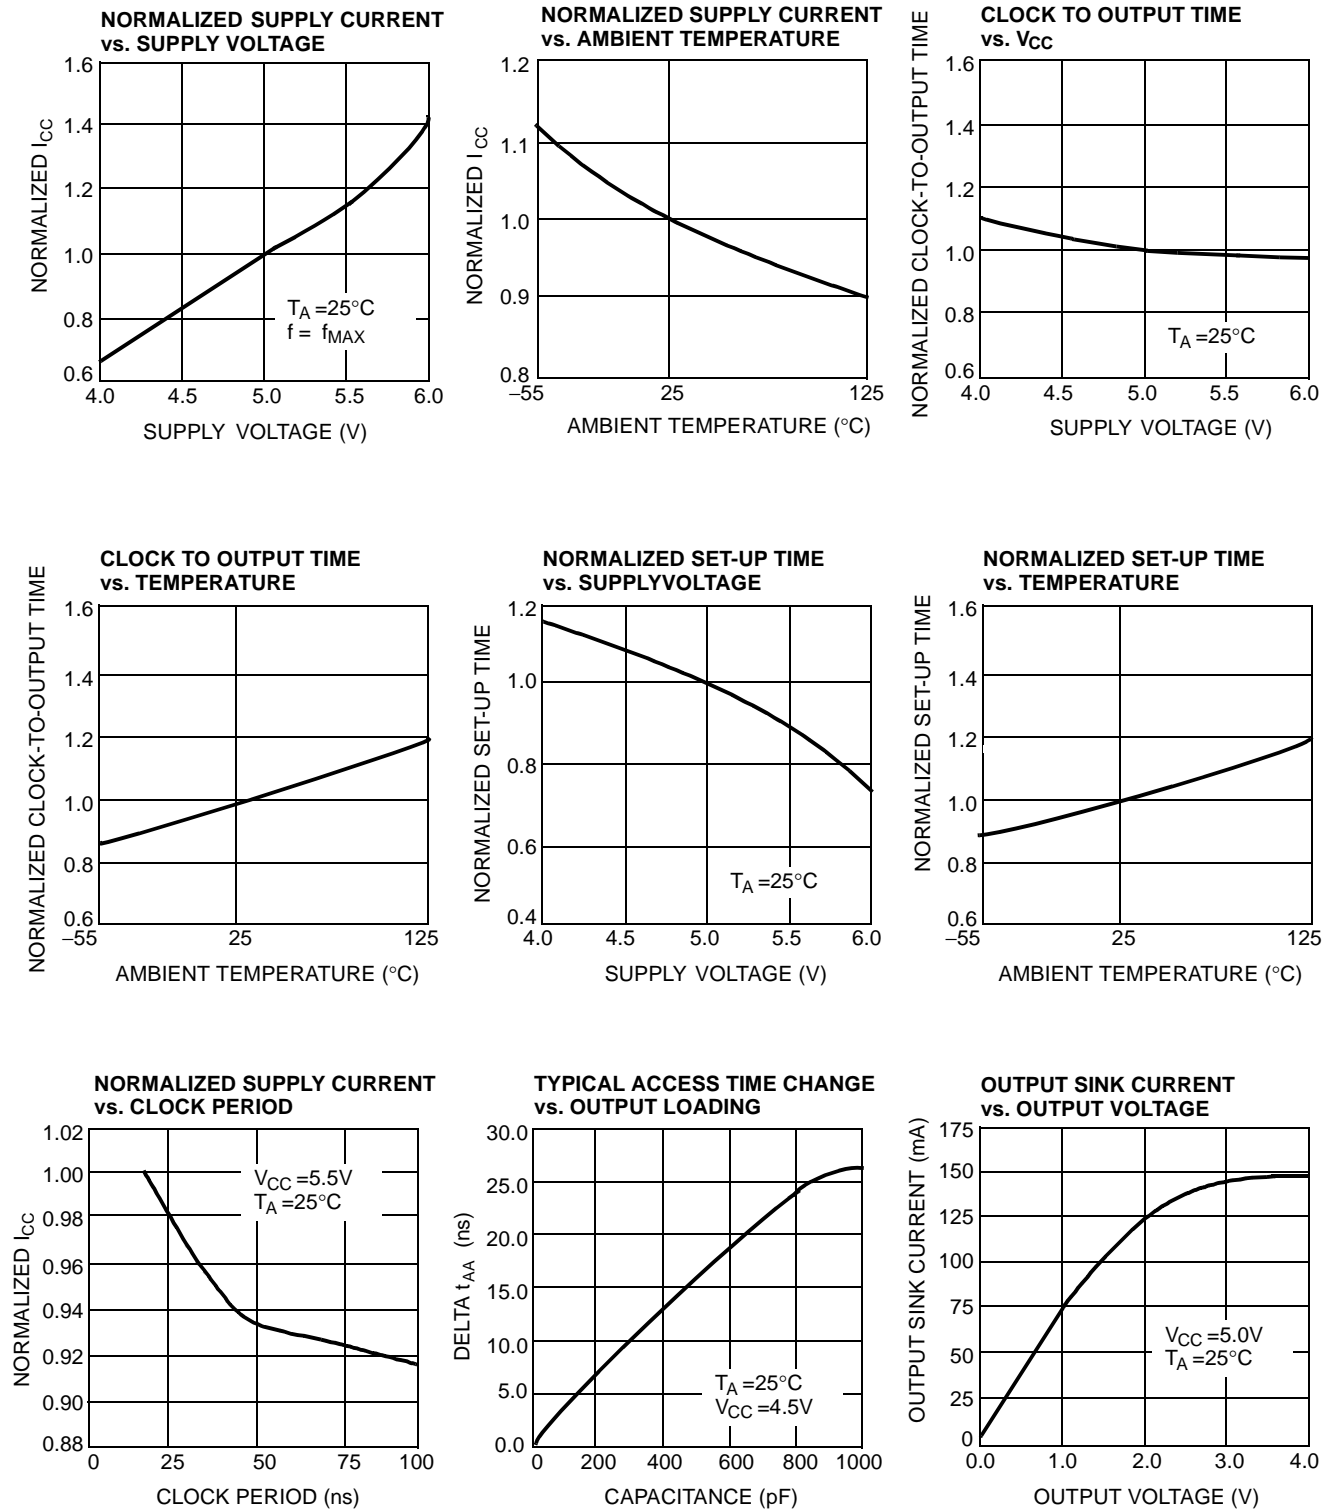 NORMALIZED SUPPLY CURRENT
vs. SUPPLY VOLTAGE
1.6
1.4
1.2
1.0
0.8
0.6
NORMALIZED ICC
TA =25°C
f = fMAX
4.0 4.5 5.0 5.5 6.0
SUPPLY VOLTAGE (V)
NORMALIZED SUPPLY CURRENT
vs. AMBIENT TEMPERATURE
1.2
1.1
1.0
0.9
0.8
NORMALIZED ICC
–55 25 125
AMBIENT TEMPERATURE (°C)
CLOCK TO OUTPUT TIME
vs. VCC
1.6
1.4
1.2
1.0
0.8
0.6
NORMALIZED CLOCK-TO-OUTPUT TIME
TA =25°C
4.0 4.5 5.0 5.5 6.0
SUPPLY VOLTAGE (V)
CLOCK TO OUTPUT TIME
vs. TEMPERATURE
1.6
1.4
1.2
1.0
0.8
0.6
NORMALIZED CLOCK-TO-OUTPUT TIME
–55 25 125
AMBIENT TEMPERATURE (°C)
NORMALIZED SET-UP TIME
vs. SUPPLYVOLTAGE
1.2
1.0
0.8
0.6
0.4
NORMALIZED SET-UP TIME
TA =25°C
4.0 4.5 5.0 5.5 6.0
SUPPLY VOLTAGE (V)
NORMALIZED SET-UP TIME
vs. TEMPERATURE
1.6
1.4
1.2
1.0
0.8
0.6
NORMALIZED SET-UP TIME
–55 25 125
AMBIENT TEMPERATURE (°C)
NORMALIZED SUPPLY CURRENT
vs. CLOCK PERIOD
1.02
1.00
0.98
0.96
0.94
0.92
0.90
0.88
NORMALIZED ICC
VCC =5.5V
TA =25°C
0 25 50 75 100
CLOCK PERIOD (ns)
TYPICAL ACCESS TIME CHANGE
vs. OUTPUT LOADING
30.0
25.0
20.0
15.0
10.0
5.0
0.0
DELTA tAA (ns)
TA =25°C
VCC =4.5V
0 200 400 600 800 1000
CAPACITANCE (pF)
OUTPUT SINK CURRENT
vs. OUTPUT VOLTAGE
175
150
125
100
75
50
25
0
OUTPUT SINK CURRENT (mA)
VCC =5.0V
TA =25°C
0.0 1.0 2.0 3.0 4.0
OUTPUT VOLTAGE (V)